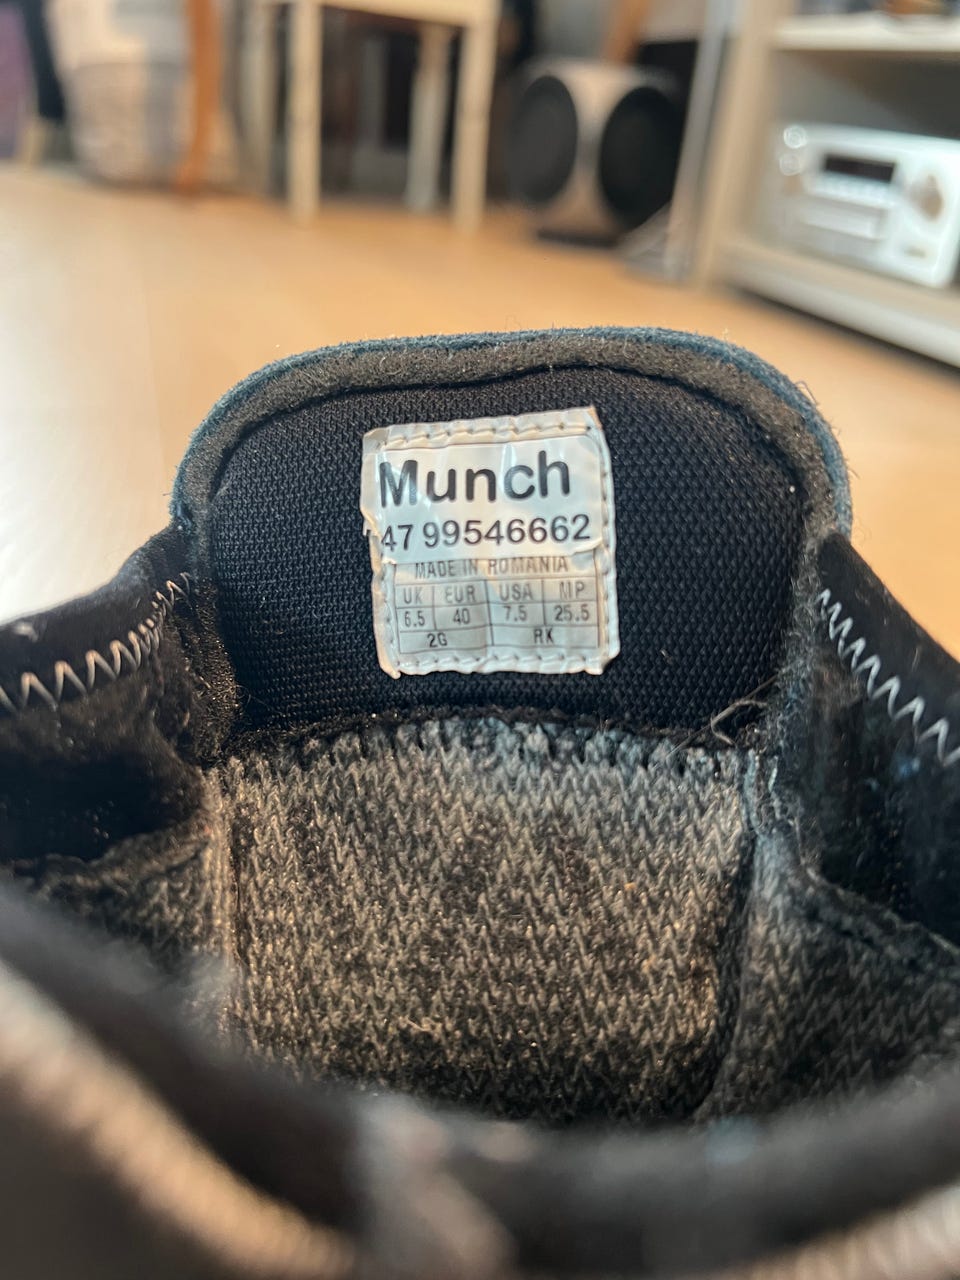 Munch
47 99546662
MADE IN ROMANIA
UK EUR USA MP
6.5 40 7.5 25.5
2G RK